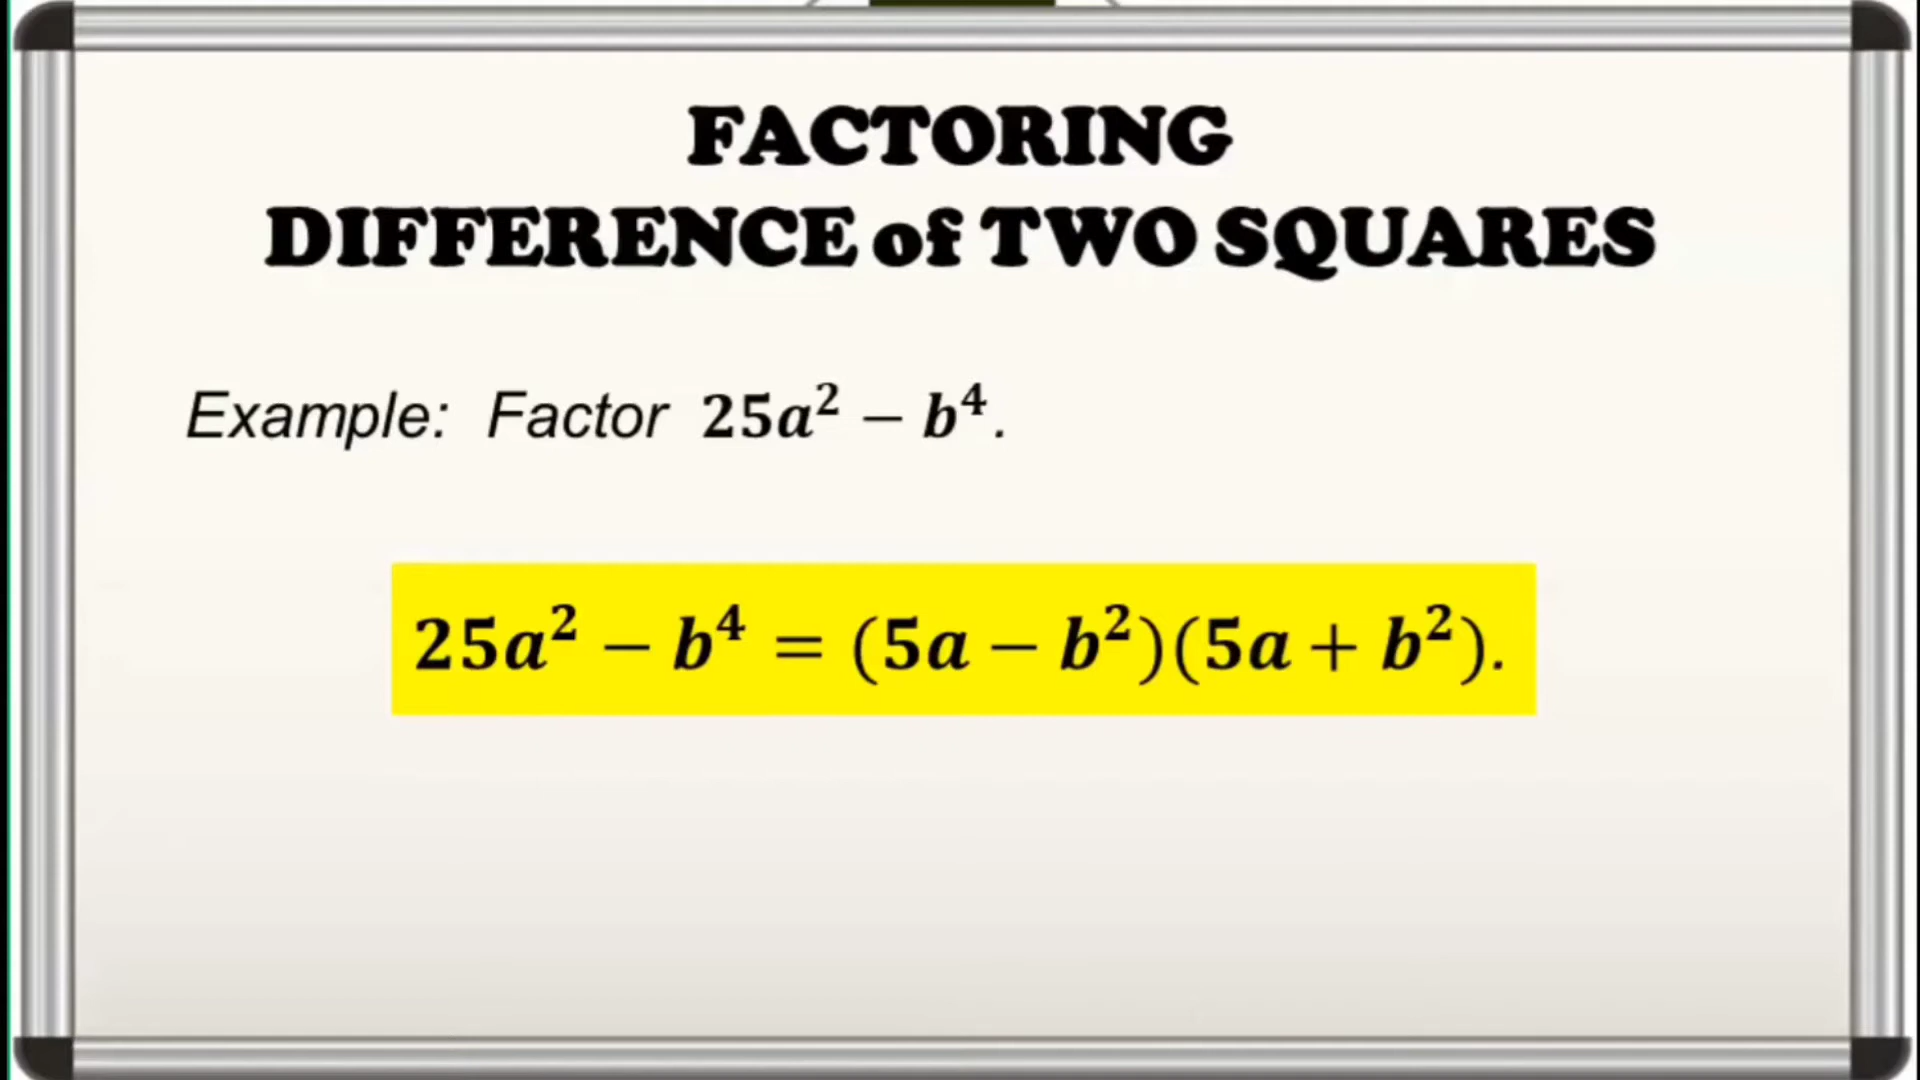 FACTORING
DIFFERENCE of TWO SQUARES
Example: Factor 25a² − b⁴.
25a² − b⁴ = (5a − b²)(5a + b²).